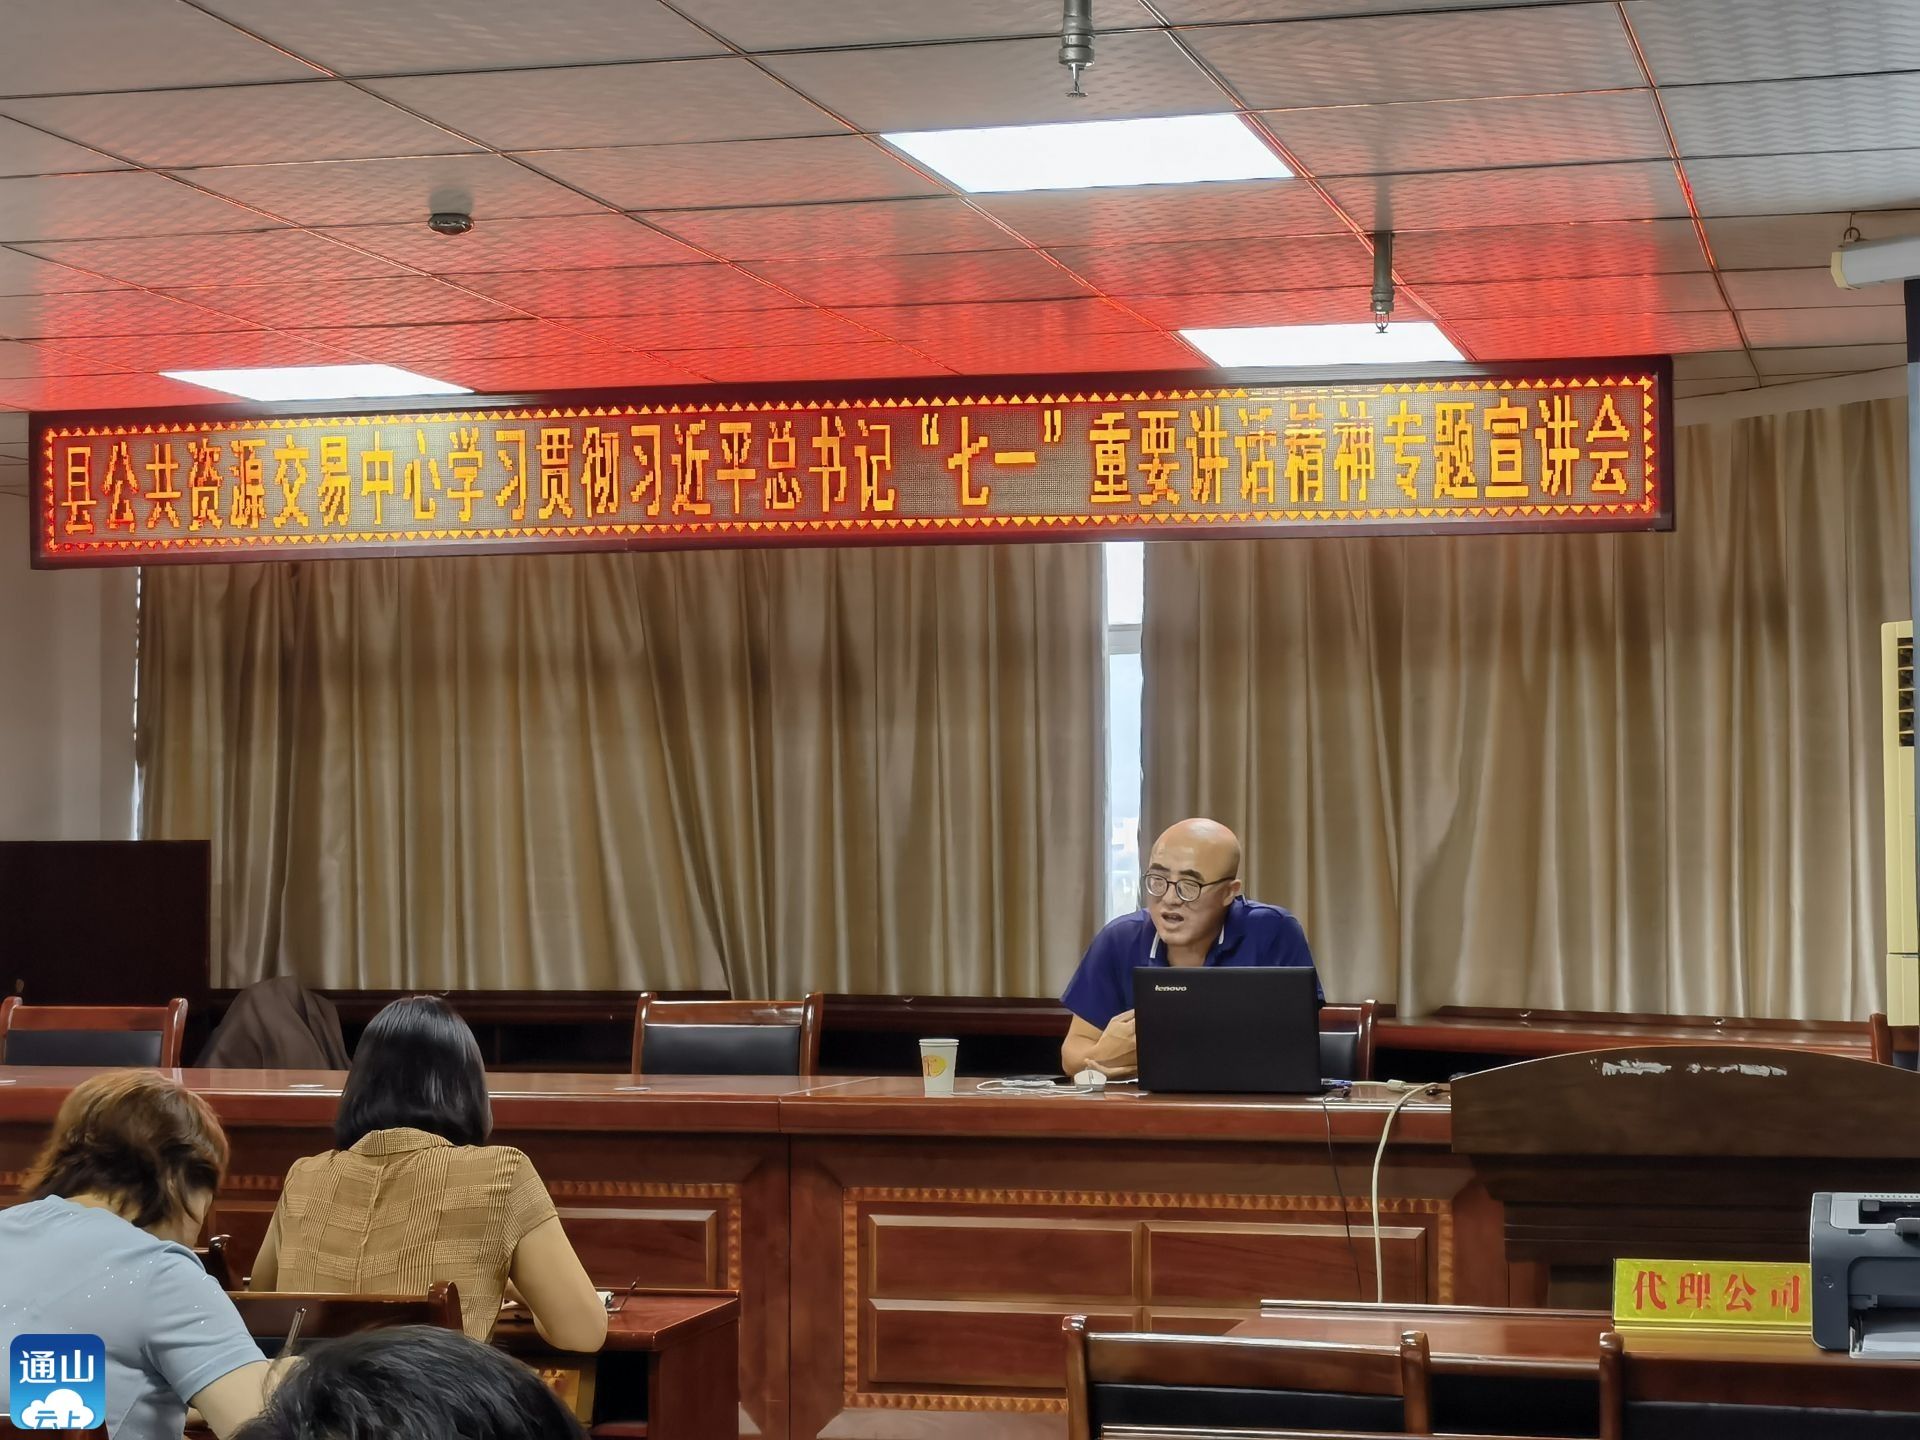 县公共资源交易中心学习贯彻习近平总书记“七一”重要讲话精神专题宣讲会
lenovo
代理公司
通山
云上